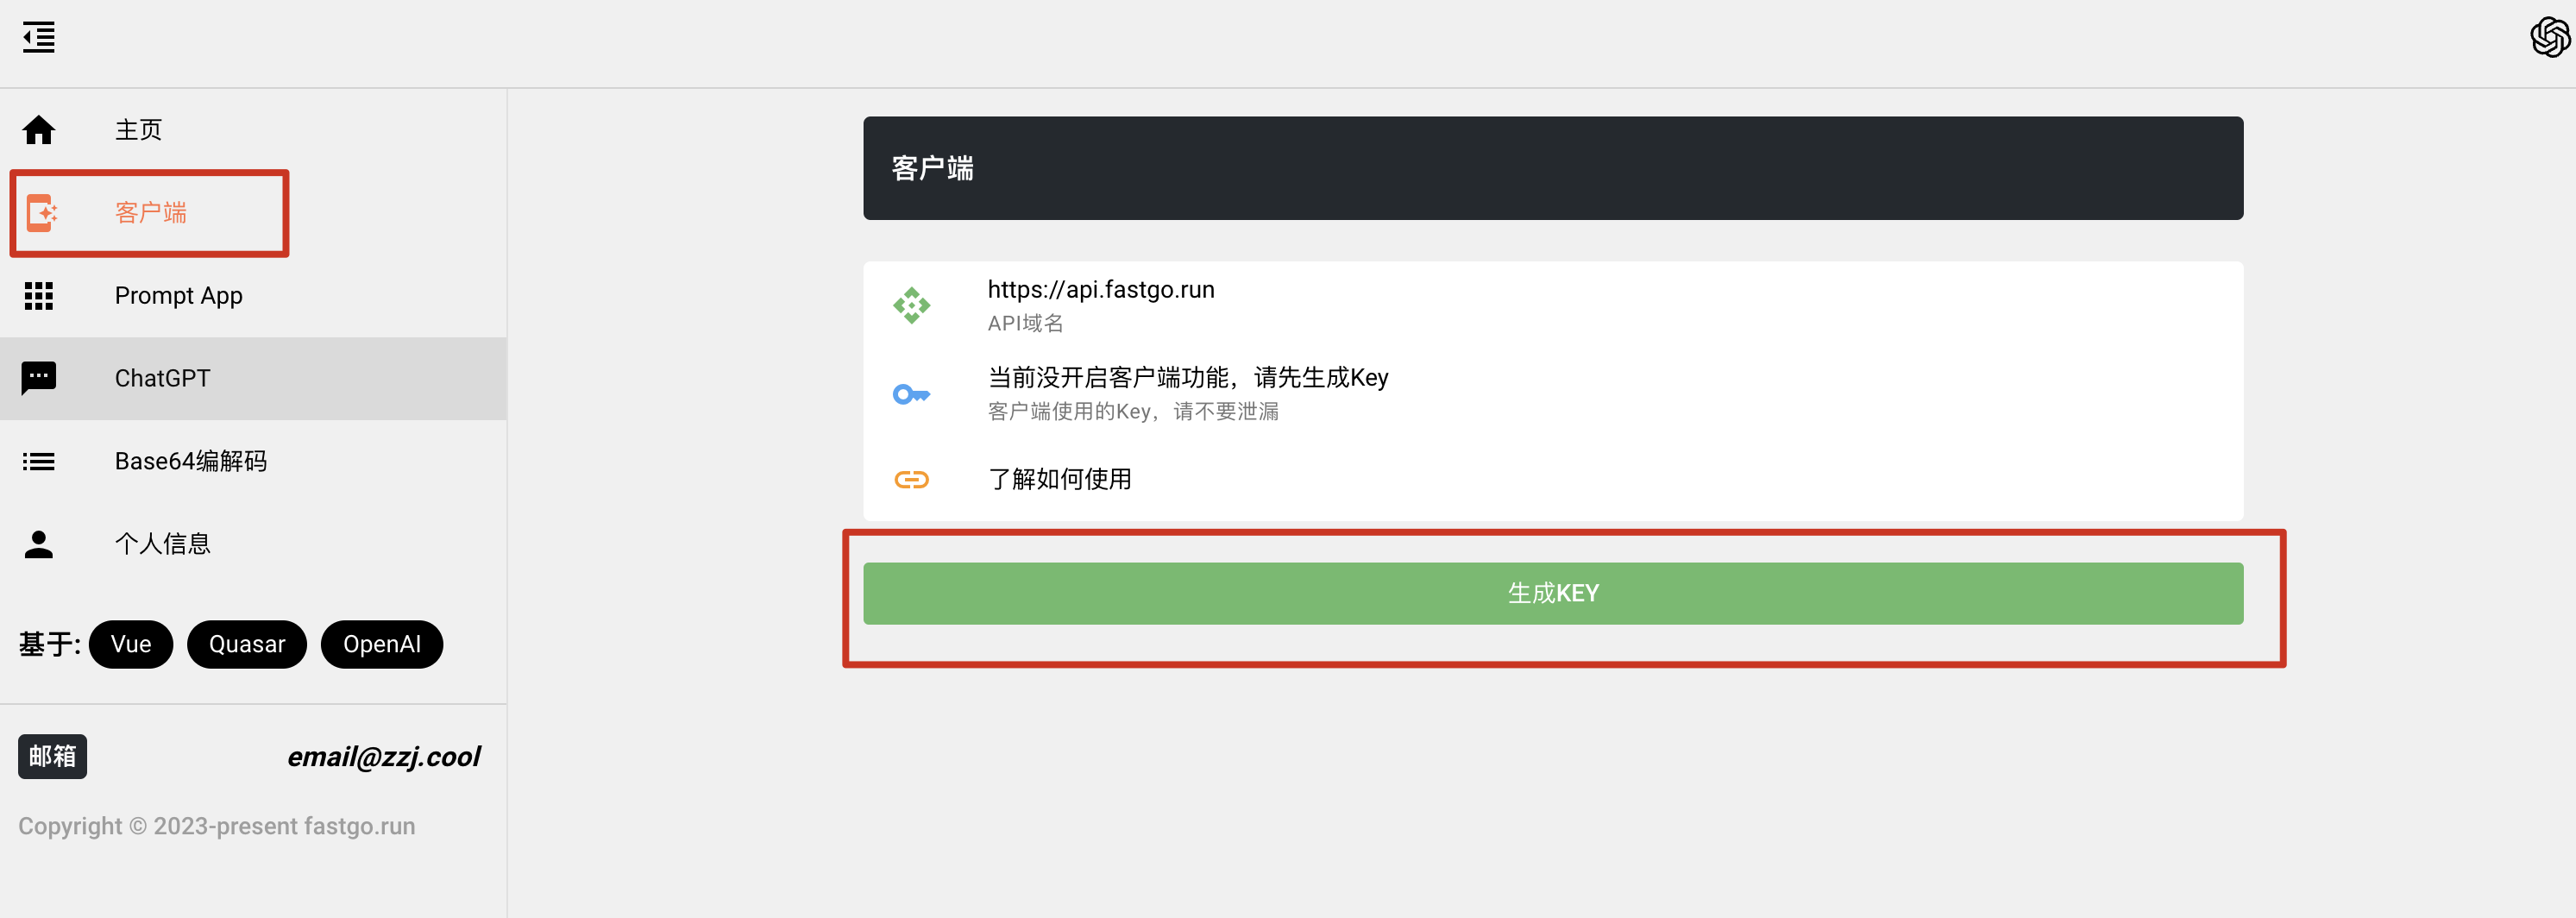 主页
客户端
Prompt App
ChatGPT
Base64编解码
个人信息
基于: Vue Quasar OpenAI
邮箱 email@zzj.cool
Copyright © 2023-present fastgo.run
客户端
https://api.fastgo.run
API域名
当前没开启客户端功能，请先生成Key
客户端使用的Key，请不要泄漏
了解如何使用
生成KEY